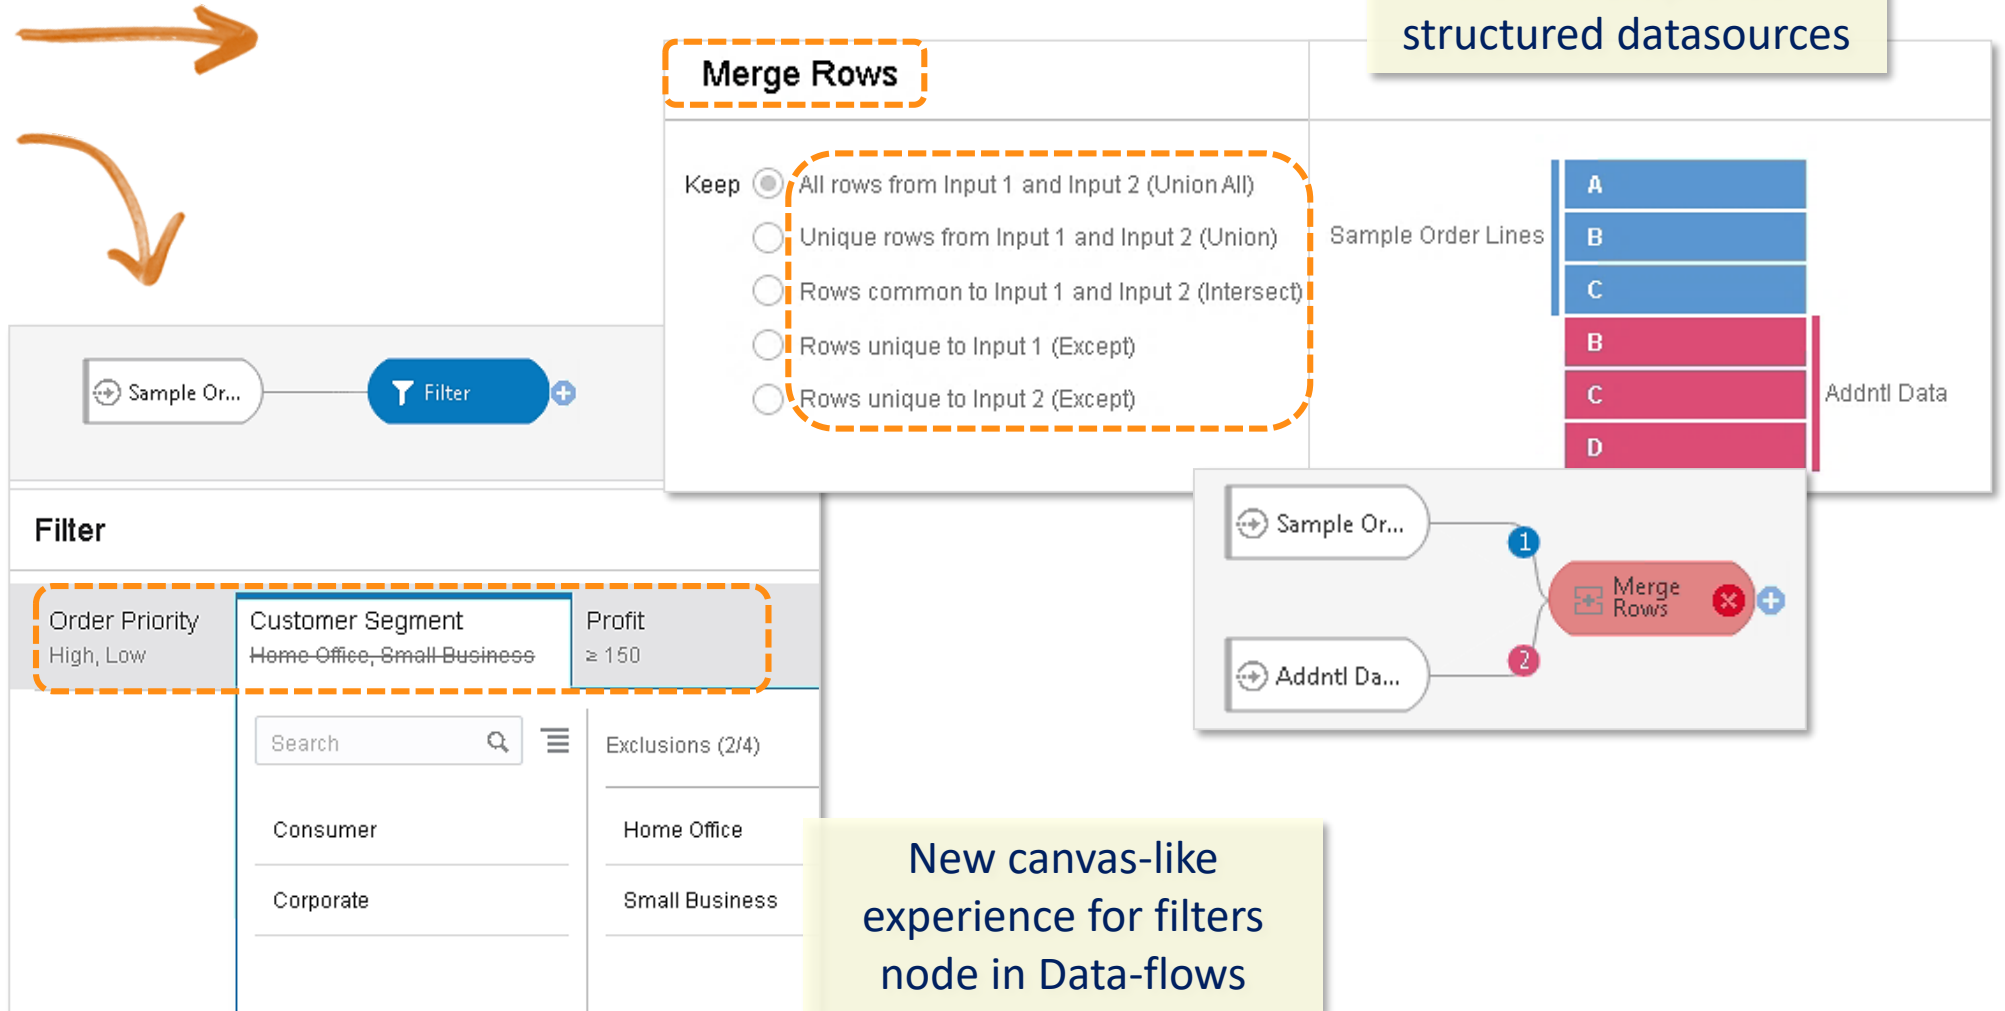 structured datasources
Merge Rows
Keep
All rows from Input 1 and Input 2 (Union All)
Unique rows from Input 1 and Input 2 (Union)
Rows common to Input 1 and Input 2 (Intersect)
Rows unique to Input 1 (Except)
Rows unique to Input 2 (Except)
Sample Order Lines
A
B
C
B
C
D
Addntl Data
Sample Or...
Filter
Sample Or...
1
Merge
Rows
2
Addntl Da...
Filter
Order Priority
High, Low
Customer Segment
Home Office, Small Business
Profit
≥ 150
Search
Exclusions (2/4)
Consumer
Corporate
Home Office
Small Business
New canvas-like
experience for filters
node in Data-flows